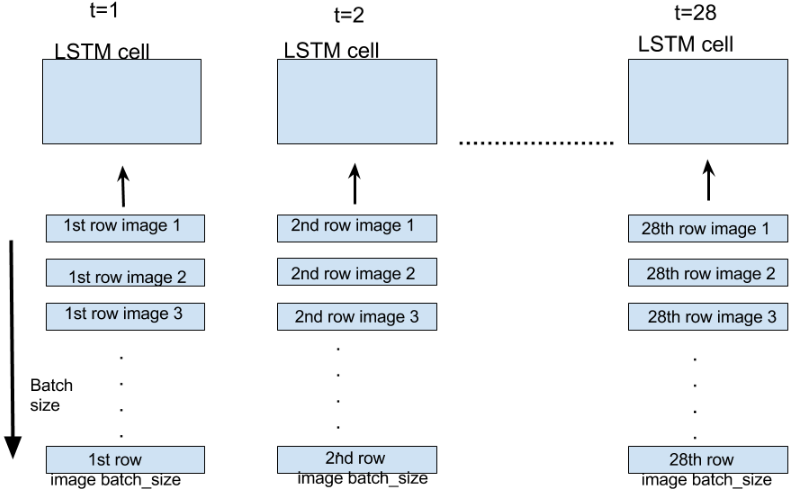 t=1
t=2
t=28
LSTM cell
LSTM cell
LSTM cell
1st row image 1
2nd row image 1
28th row image 1
1st row image 2
2nd row image 2
28th row image 2
1st row image 3
2nd row image 3
28th row image 3
Batch
size
1st row
image batch_size
2nd row
image batch_size
28th row
image batch_size